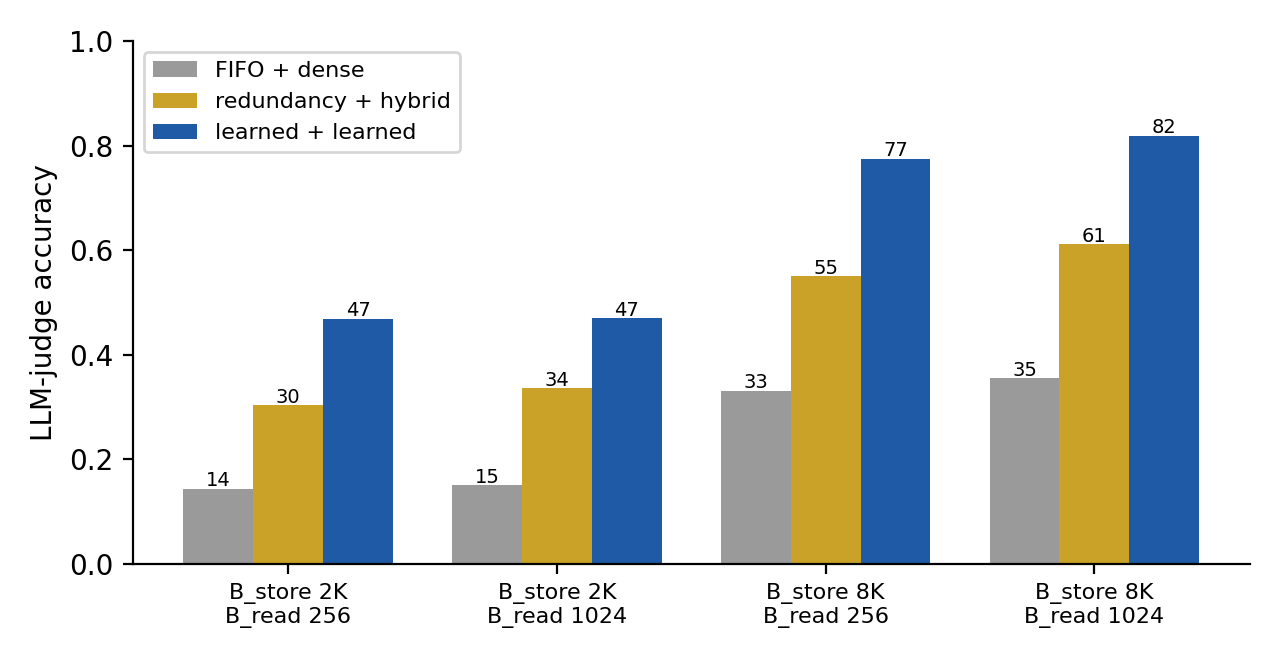 LLM-judge accuracy
1.0
0.8
0.6
0.4
0.2
0.0
FIFO + dense
redundancy + hybrid
learned + learned
14
30
47
15
34
47
33
55
77
35
61
82
B_store 2K
B_read 256
B_store 2K
B_read 1024
B_store 8K
B_read 256
B_store 8K
B_read 1024